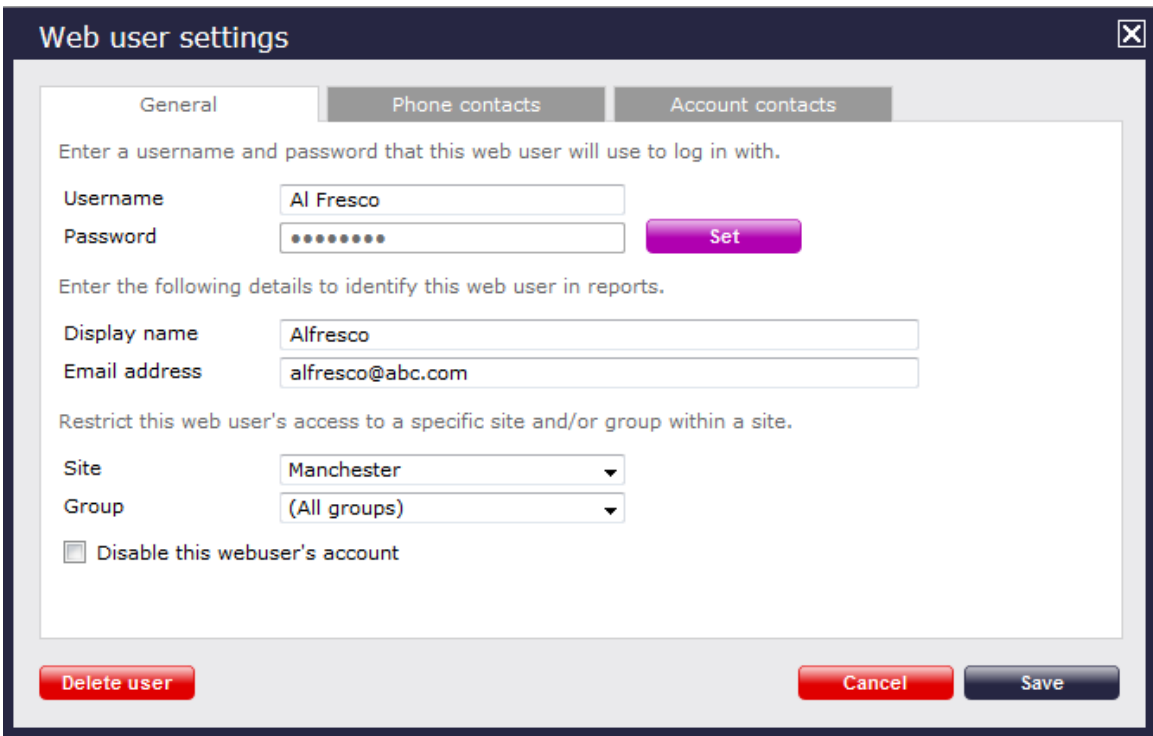 Web user settings
General Phone contacts Account contacts
Enter a username and password that this web user will use to log in with.
Username Al Fresco
Password ●●●●●●●● Set
Enter the following details to identify this web user in reports.
Display name Alfresco
Email address alfresco@abc.com
Restrict this web user's access to a specific site and/or group within a site.
Site Manchester
Group (All groups)
Disable this webuser's account
Delete user Cancel Save